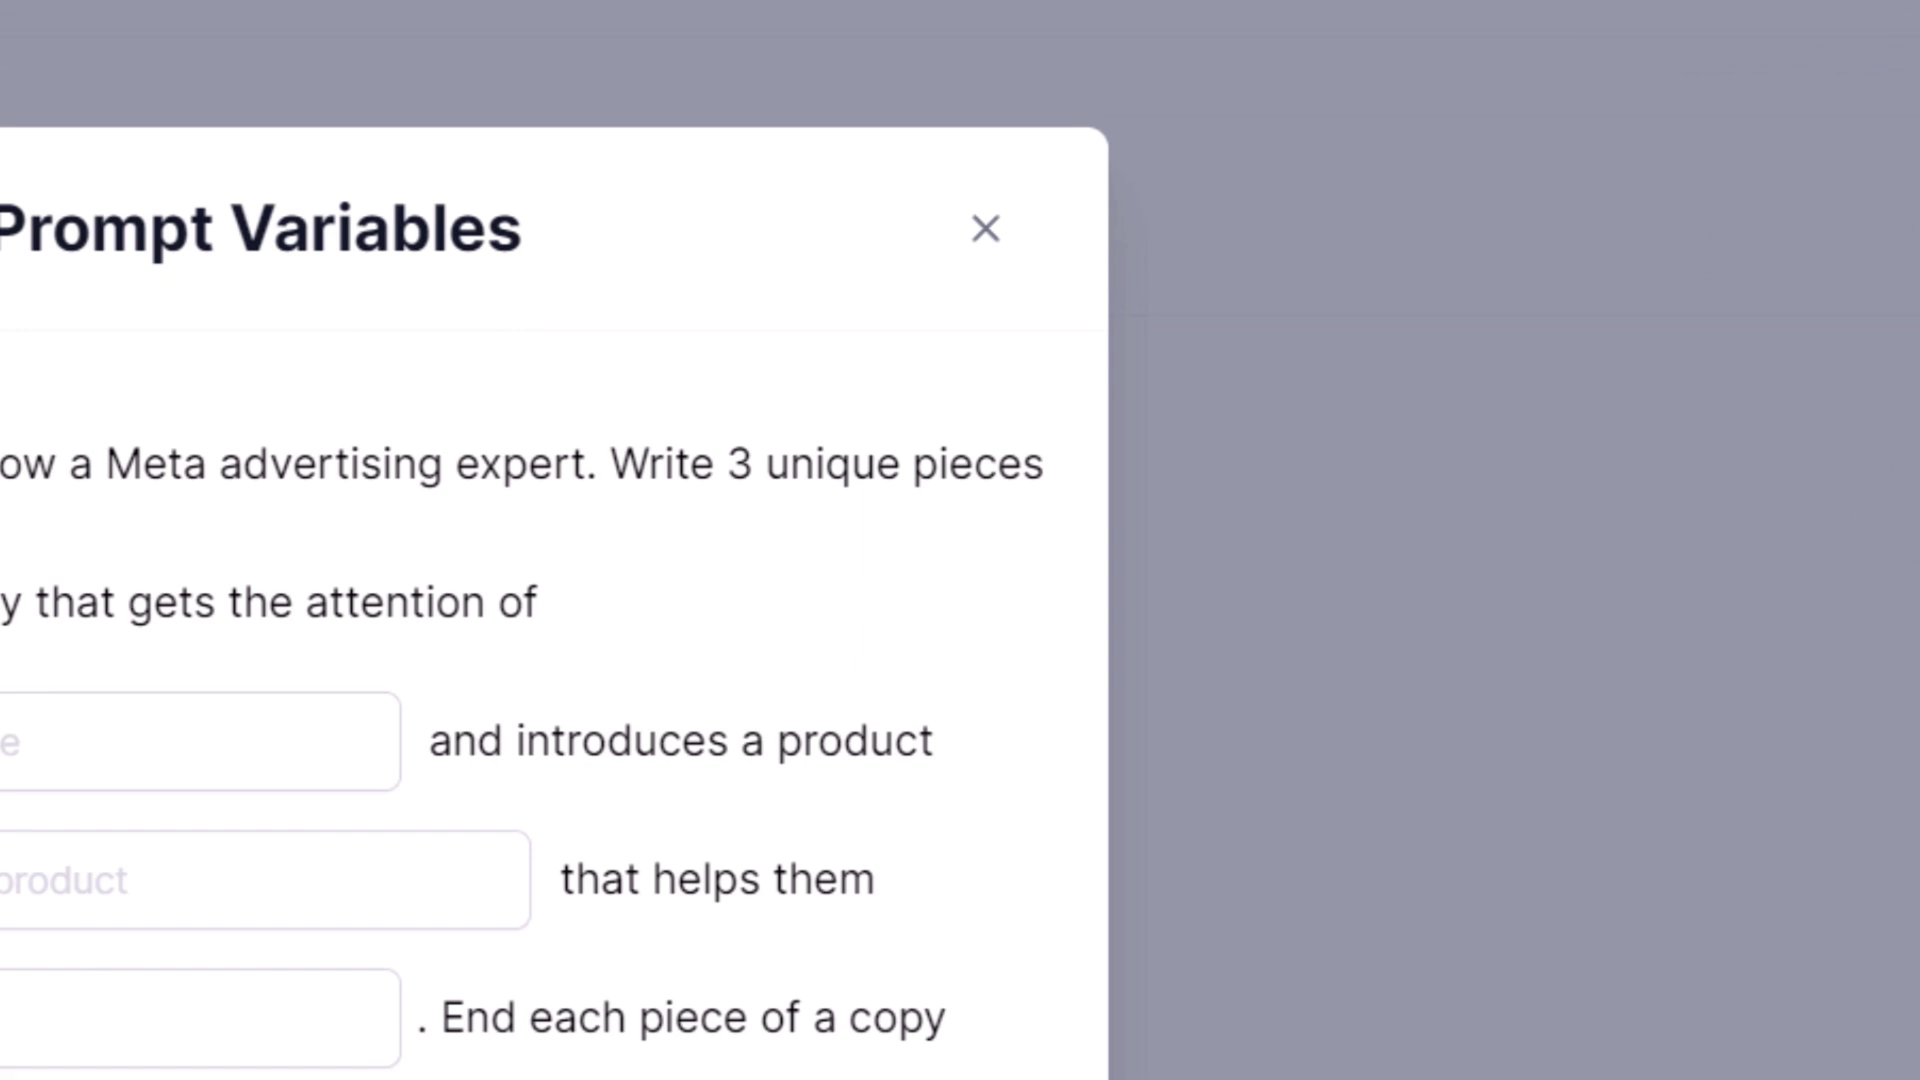 Prompt Variables
ow a Meta advertising expert. Write 3 unique pieces
y that gets the attention of
e and introduces a product
product that helps them
. End each piece of a copy